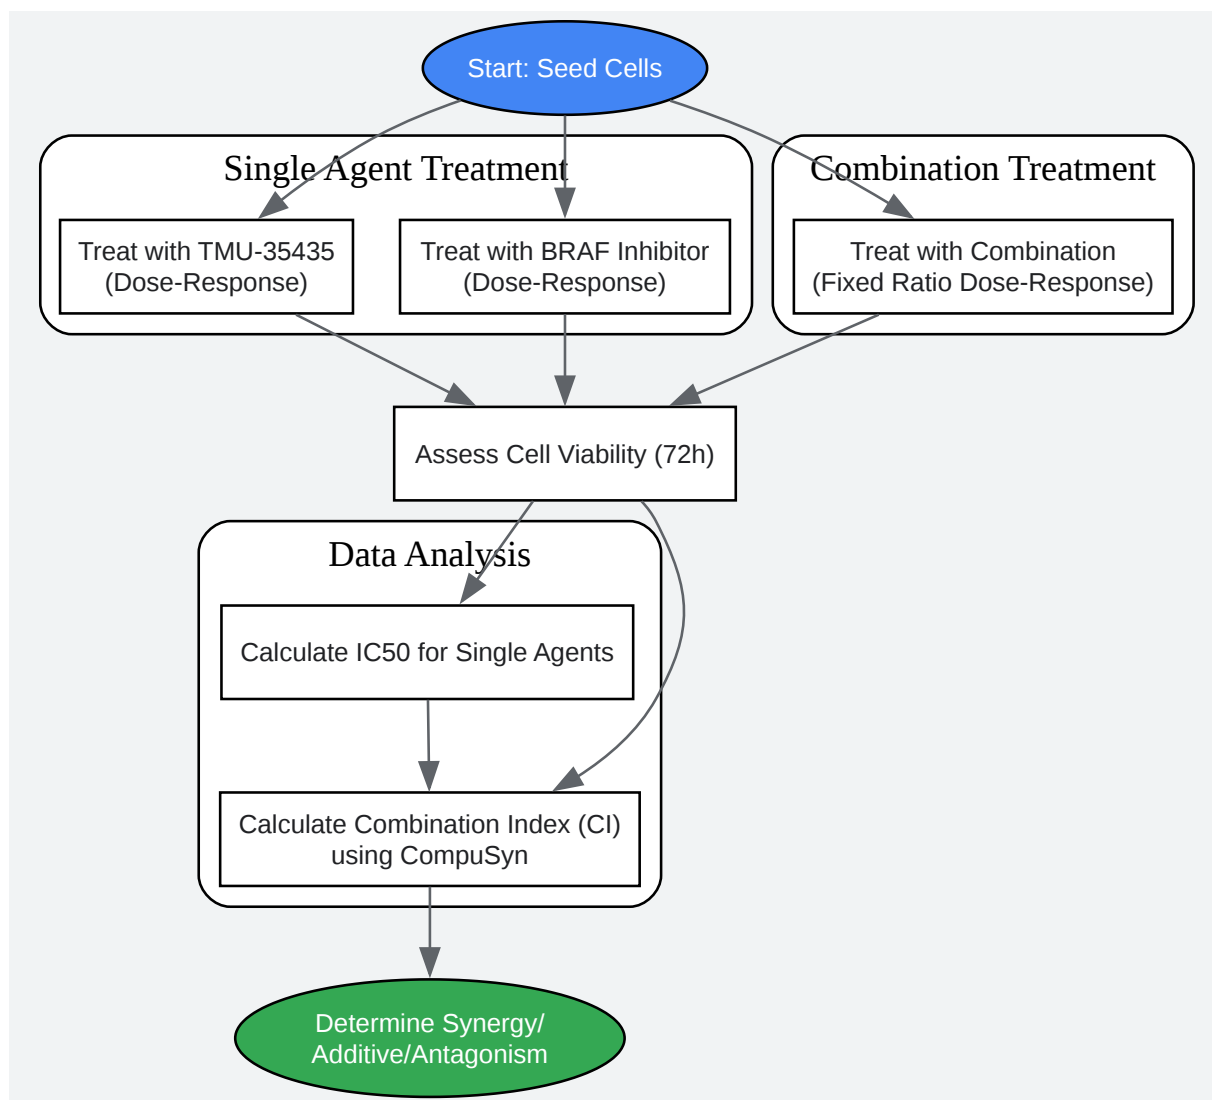 Start: Seed Cells
Single Agent Treatment
Combination Treatment
Treat with TMU-35435
(Dose-Response)
Treat with BRAF Inhibitor
(Dose-Response)
Treat with Combination
(Fixed Ratio Dose-Response)
Assess Cell Viability (72h)
Data Analysis
Calculate IC50 for Single Agents
Calculate Combination Index (CI)
using CompuSyn
Determine Synergy/
Additive/Antagonism